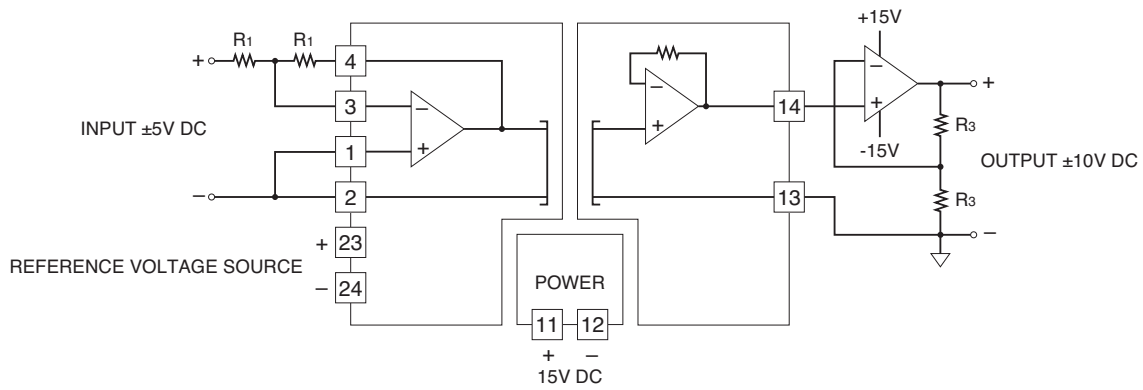 +15V
R1 R1
+ 4
3 −
INPUT ±5V DC
1 +
− 2
+ 23
REFERENCE VOLTAGE SOURCE
− 24
−
+
14
13
−
+
-15V
+
R3
OUTPUT ±10V DC
R3
−
POWER
11 12
+ −
15V DC